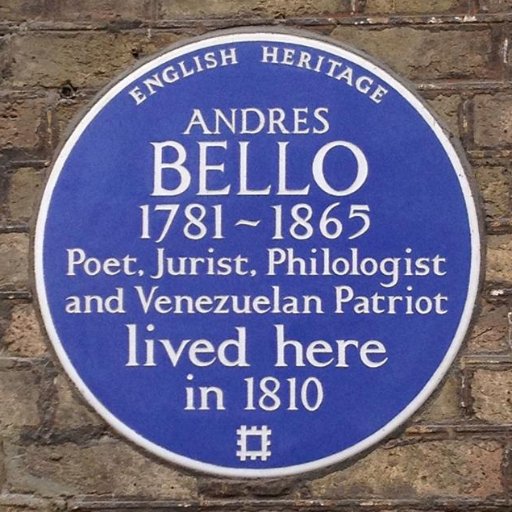 ENGLISH HERITAGE
ANDRES
BELLO
1781~1865
Poet, Jurist, Philologist
and Venezuelan Patriot
lived here
in 1810